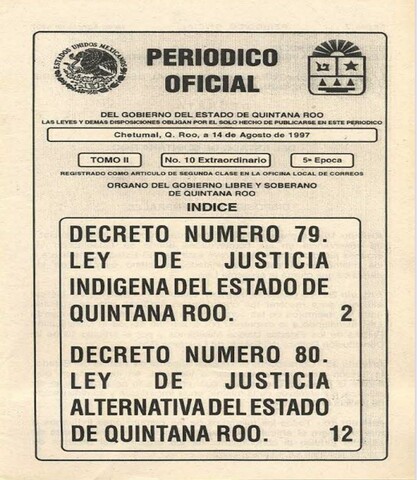 ESTADOS UNIDOS MEXICANOS
PERIODICO
OFICIAL
DEL GOBIERNO DEL ESTADO DE QUINTANA ROO
LAS LEYES Y DEMAS DISPOSICIONES OBLIGAN POR EL SOLO HECHO DE PUBLICARSE EN ESTE PERIODICO
Chetumal, Q. Roo, a 14 de Agosto de 1997
TOMO II No. 10 Extraordinario 5ª Epoca
REGISTRADO COMO ARTICULO DE SEGUNDA CLASE EN LA OFICINA LOCAL DE CORREOS
ORGANO DEL GOBIERNO LIBRE Y SOBERANO
DE QUINTANA ROO
INDICE
DECRETO NUMERO 79.
LEY DE JUSTICIA
INDIGENA DEL ESTADO DE
QUINTANA ROO. 2
DECRETO NUMERO 80.
LEY DE JUSTICIA
ALTERNATIVA DEL ESTADO
DE QUINTANA ROO. 12